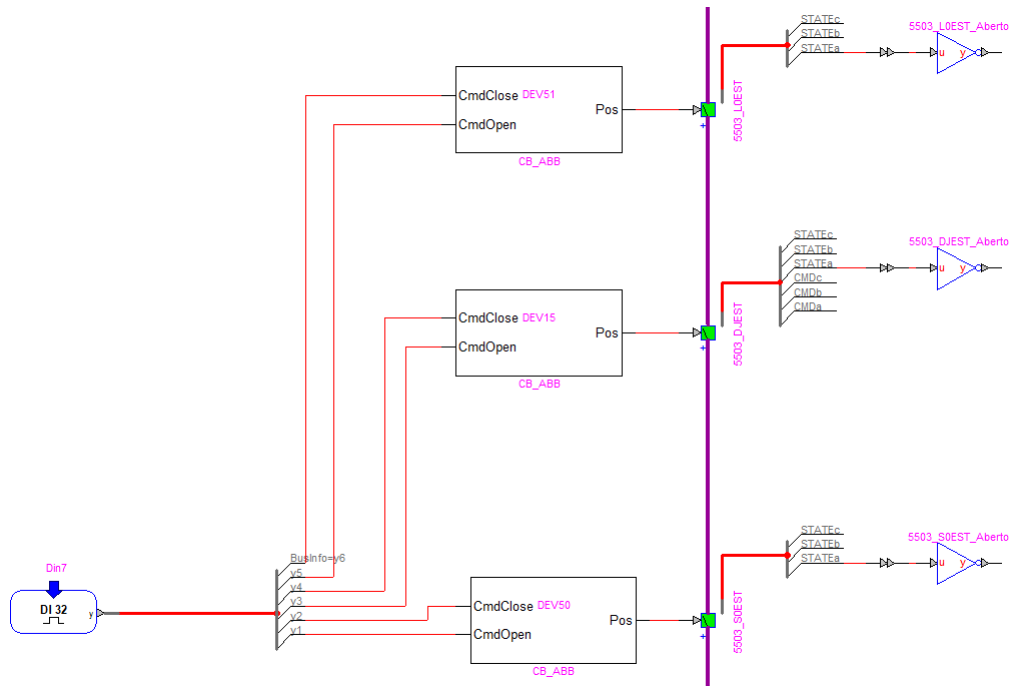 STATEc
STATEb
STATEa
5503_L0EST_Aberto
u y
CmdClose DEV51
CmdOpen
Pos
CB_ABB
5503_L0EST
+
STATEc
STATEb
STATEa
CMDc
CMDb
CMDa
5503_DJEST_Aberto
u y
CmdClose DEV15
CmdOpen
Pos
CB_ABB
5503_DJEST
+
STATEc
STATEb
STATEa
5503_S0EST_Aberto
u y
BusInfo=y6
y5
y4
y3
y2
y1
Din7
DI 32
y
CmdClose DEV50
CmdOpen
Pos
CB_ABB
5503_S0EST
+